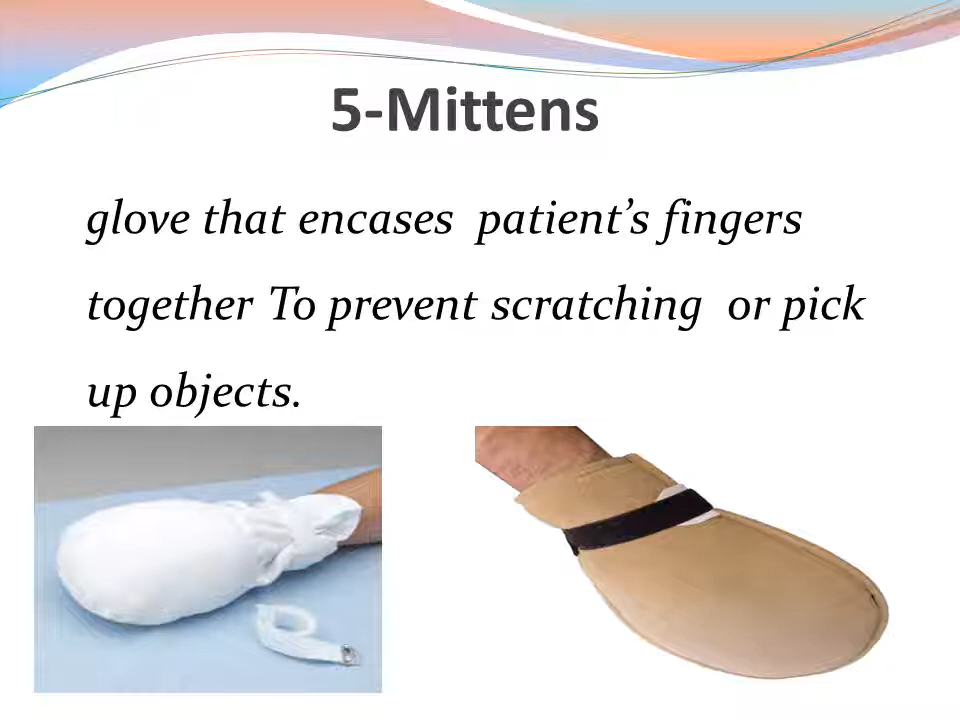 5-Mittens
glove that encases patient’s fingers
together To prevent scratching or pick
up objects.